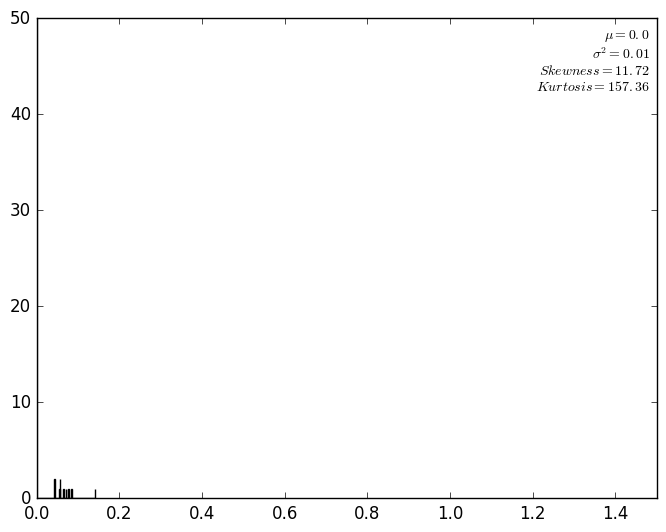 50
μ = 0.0
σ² = 0.01
Skewness = 11.72
Kurtosis = 157.36
40
30
20
10
0
0.0 0.2 0.4 0.6 0.8 1.0 1.2 1.4